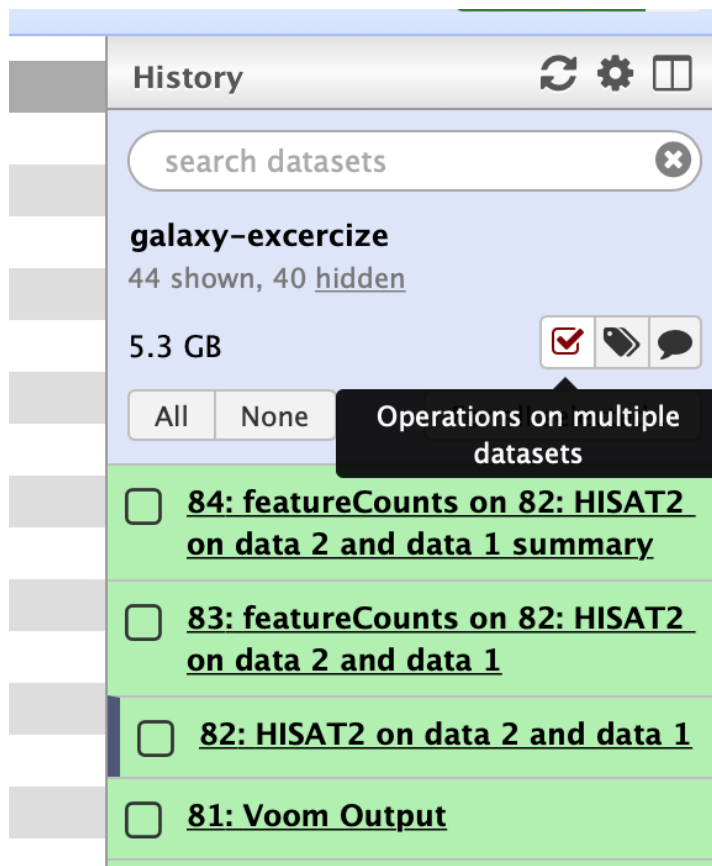 History
search datasets
galaxy-excercize
44 shown, 40 hidden
5.3 GB
All None
Operations on multiple
datasets
84: featureCounts on 82: HISAT2
on data 2 and data 1 summary
83: featureCounts on 82: HISAT2
on data 2 and data 1
82: HISAT2 on data 2 and data 1
81: Voom Output